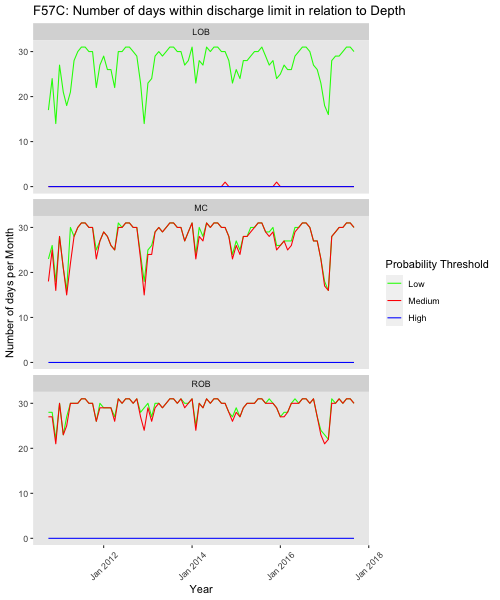 F57C: Number of days within discharge limit in relation to Depth
LOB
30
20
10
0
MC
30
20
10
0
ROB
30
20
10
0
Number of days per Month
Jan 2012
Jan 2014
Jan 2016
Jan 2018
Year
Probability Threshold
Low
Medium
High